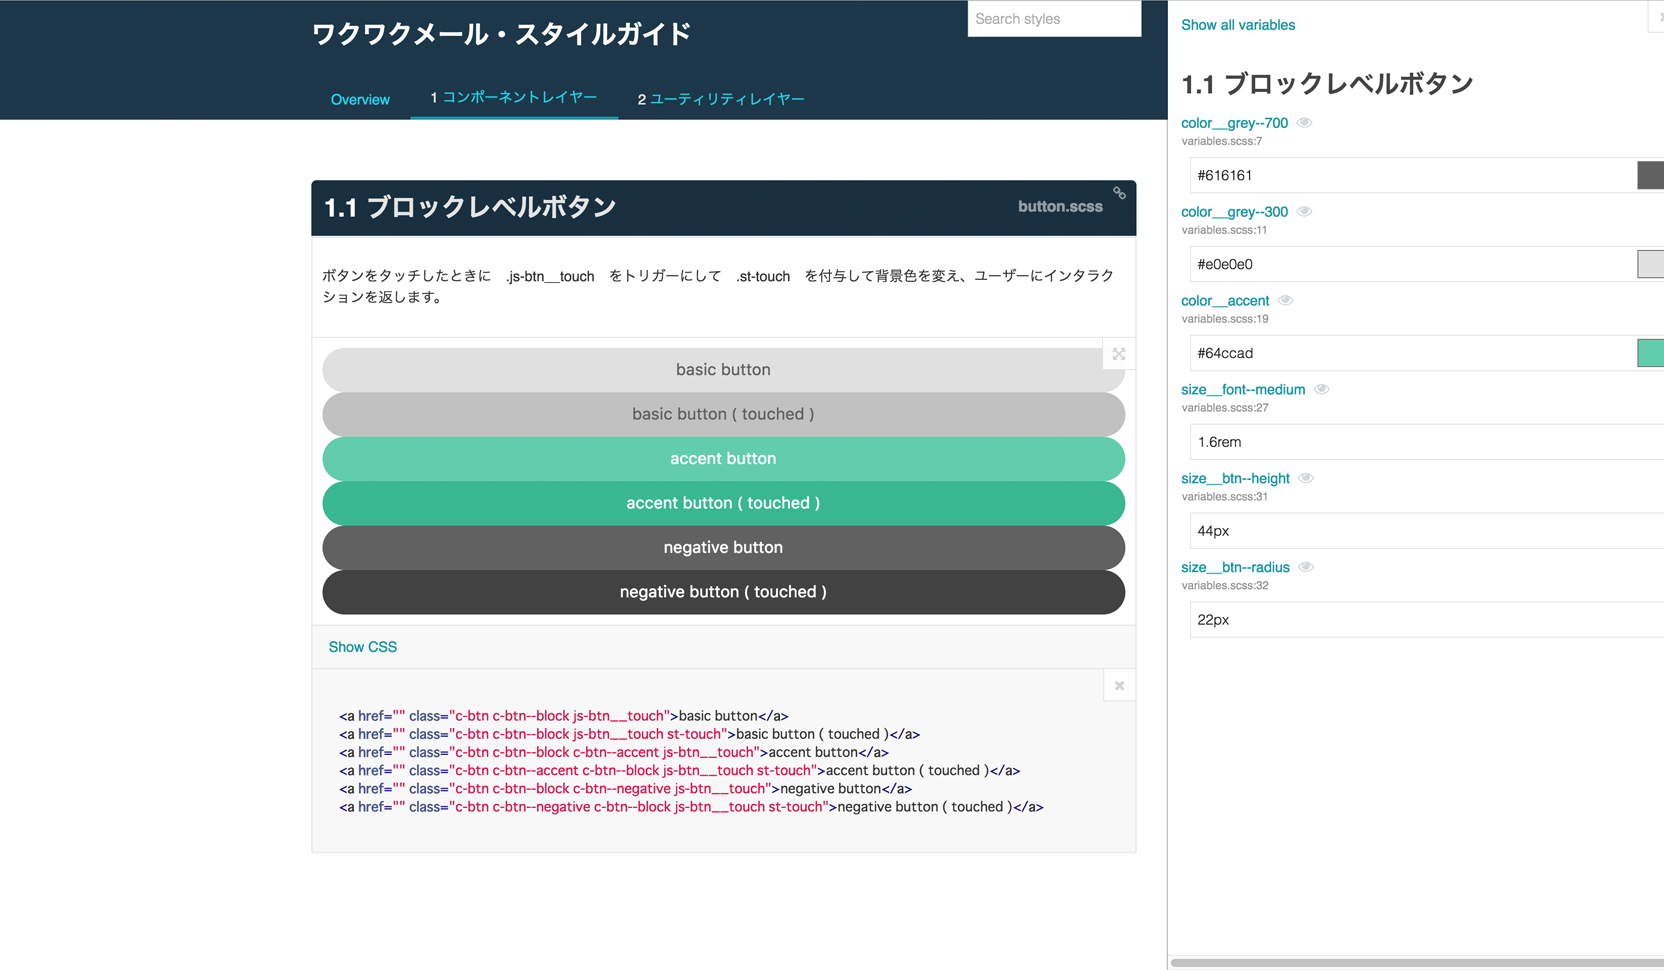 ワクワクメール・スタイルガイド
Search styles
Overview
1 コンポーネントレイヤー
2 ユーティリティレイヤー
1.1 ブロックレベルボタン
button.scss
ボタンをタッチしたときに　.js-btn__touch　をトリガーにして　.st-touch　を付与して背景色を変え、ユーザーにインタラク
ションを返します。
basic button
basic button ( touched )
accent button
accent button ( touched )
negative button
negative button ( touched )
Show CSS
<a href="" class="c-btn c-btn--block js-btn__touch">basic button</a>
<a href="" class="c-btn c-btn--block js-btn__touch st-touch">basic button ( touched )</a>
<a href="" class="c-btn c-btn--block c-btn--accent js-btn__touch">accent button</a>
<a href="" class="c-btn c-btn--accent c-btn--block js-btn__touch st-touch">accent button ( touched )</a>
<a href="" class="c-btn c-btn--block c-btn--negative js-btn__touch">negative button</a>
<a href="" class="c-btn c-btn--negative c-btn--block js-btn__touch st-touch">negative button ( touched )</a>
Show all variables
1.1 ブロックレベルボタン
color__grey--700
variables.scss:7
#616161
color__grey--300
variables.scss:11
#e0e0e0
color__accent
variables.scss:19
#64ccad
size__font--medium
variables.scss:27
1.6rem
size__btn--height
variables.scss:31
44px
size__btn--radius
variables.scss:32
22px